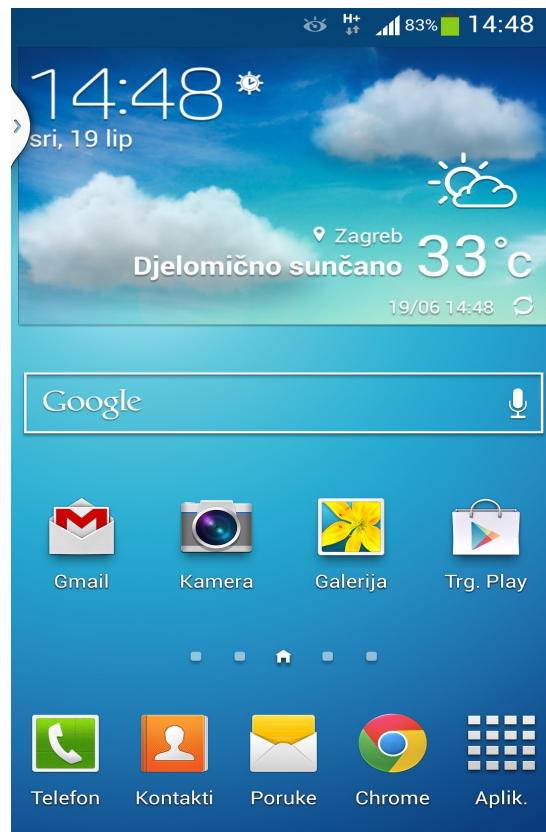 H+ 83% 14:48
14:48
sri, 19 lip
Zagreb
Djelomično sunčano 33°c
19/06 14:48
Google
Gmail Kamera Galerija Trg. Play
Telefon Kontakti Poruke Chrome Aplik.